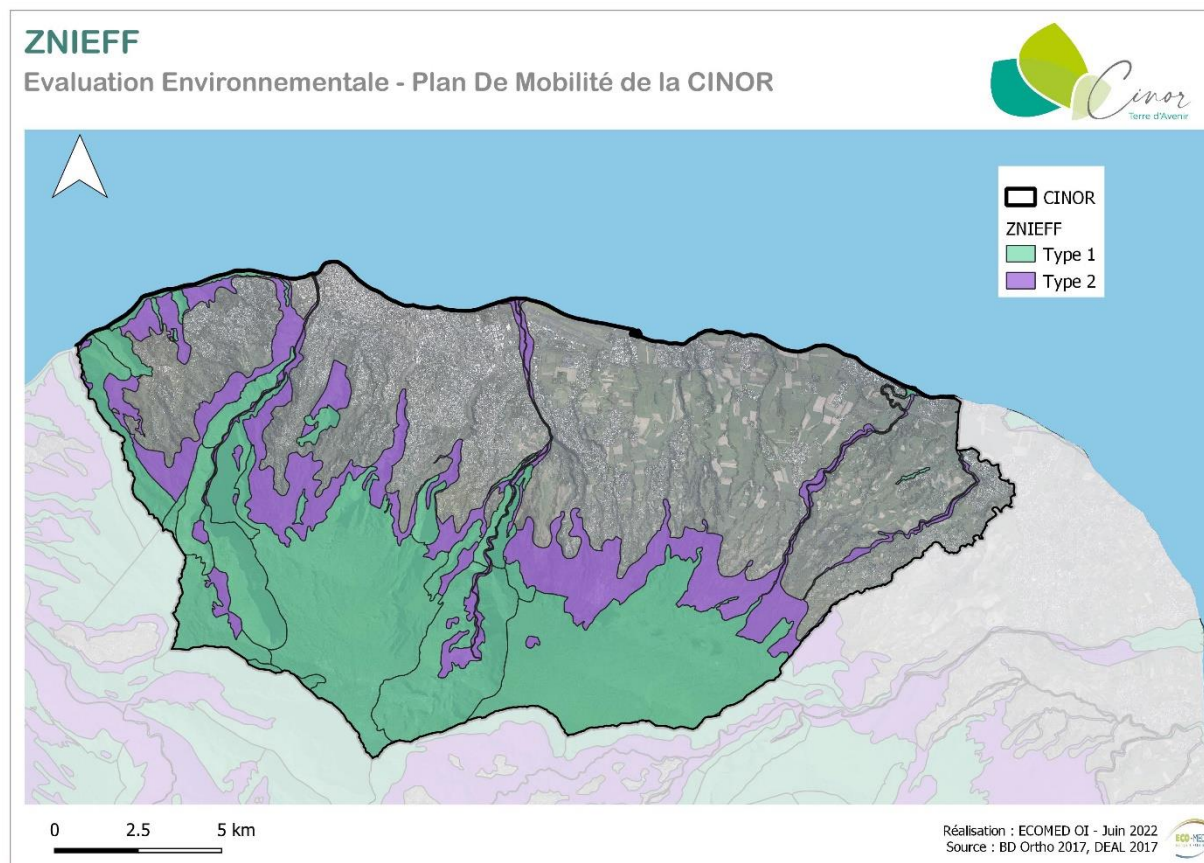 ZNIEFF
Evaluation Environnementale - Plan De Mobilité de la CINOR
Cinor
Terre d'Avenir
CINOR
ZNIEFF
Type 1
Type 2
0 2.5 5 km
Réalisation : ECOMED OI - Juin 2022
Source : BD Ortho 2017, DEAL 2017